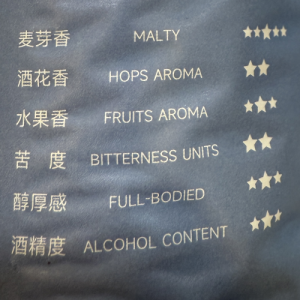 麦芽香 MALTY
酒花香 HOPS AROMA
水果香 FRUITS AROMA
苦 度 BITTERNESS UNITS
醇厚感 FULL-BODIED
酒精度 ALCOHOL CONTENT